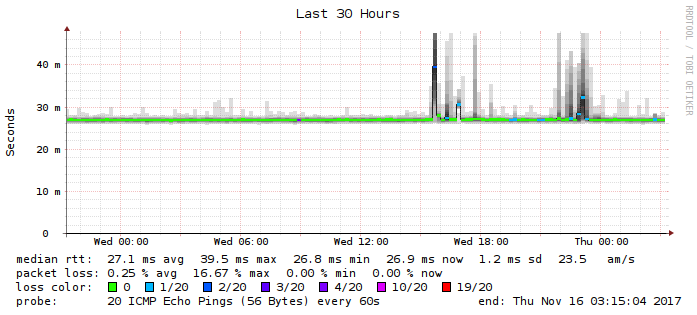 Last 30 Hours
RRDTOOL / TOBI OETIKER
Seconds
40 m
30 m
20 m
10 m
0
Wed 00:00 Wed 06:00 Wed 12:00 Wed 18:00 Thu 00:00
median rtt: 27.1 ms avg 39.5 ms max 26.8 ms min 26.9 ms now 1.2 ms sd 23.5 am/s
packet loss: 0.25 % avg 16.67 % max 0.00 % min 0.00 % now
loss color: 0 1/20 2/20 3/20 4/20 10/20 19/20
probe: 20 ICMP Echo Pings (56 Bytes) every 60s end: Thu Nov 16 03:15:04 2017